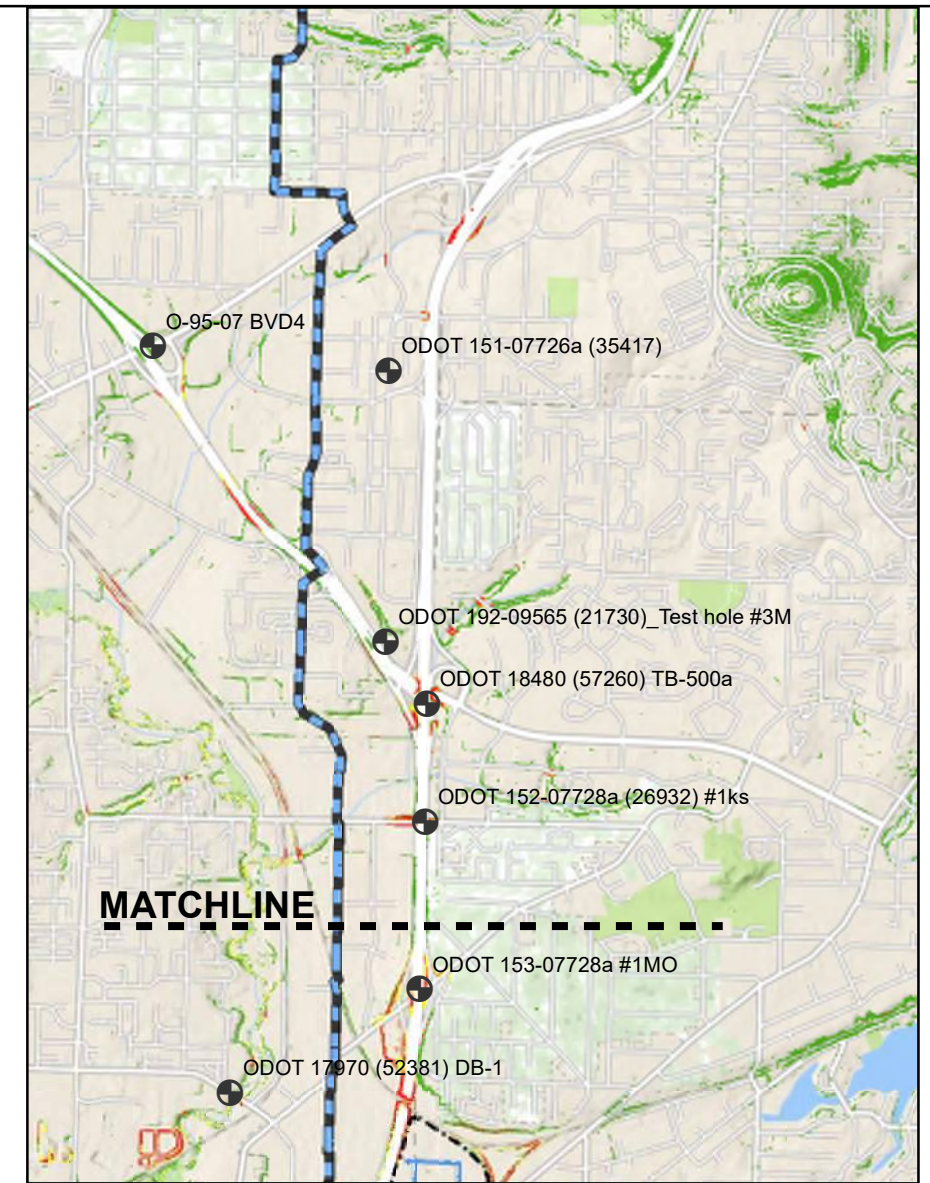 O-95-07 BVD4
ODOT 151-07726a (35417)
ODOT 192-09565 (21730)_Test hole #3M
ODOT 18480 (57260) TB-500a
ODOT 152-07728a (26932) #1ks
MATCHLINE
ODOT 153-07728a #1MO
ODOT 17970 (52381) DB-1